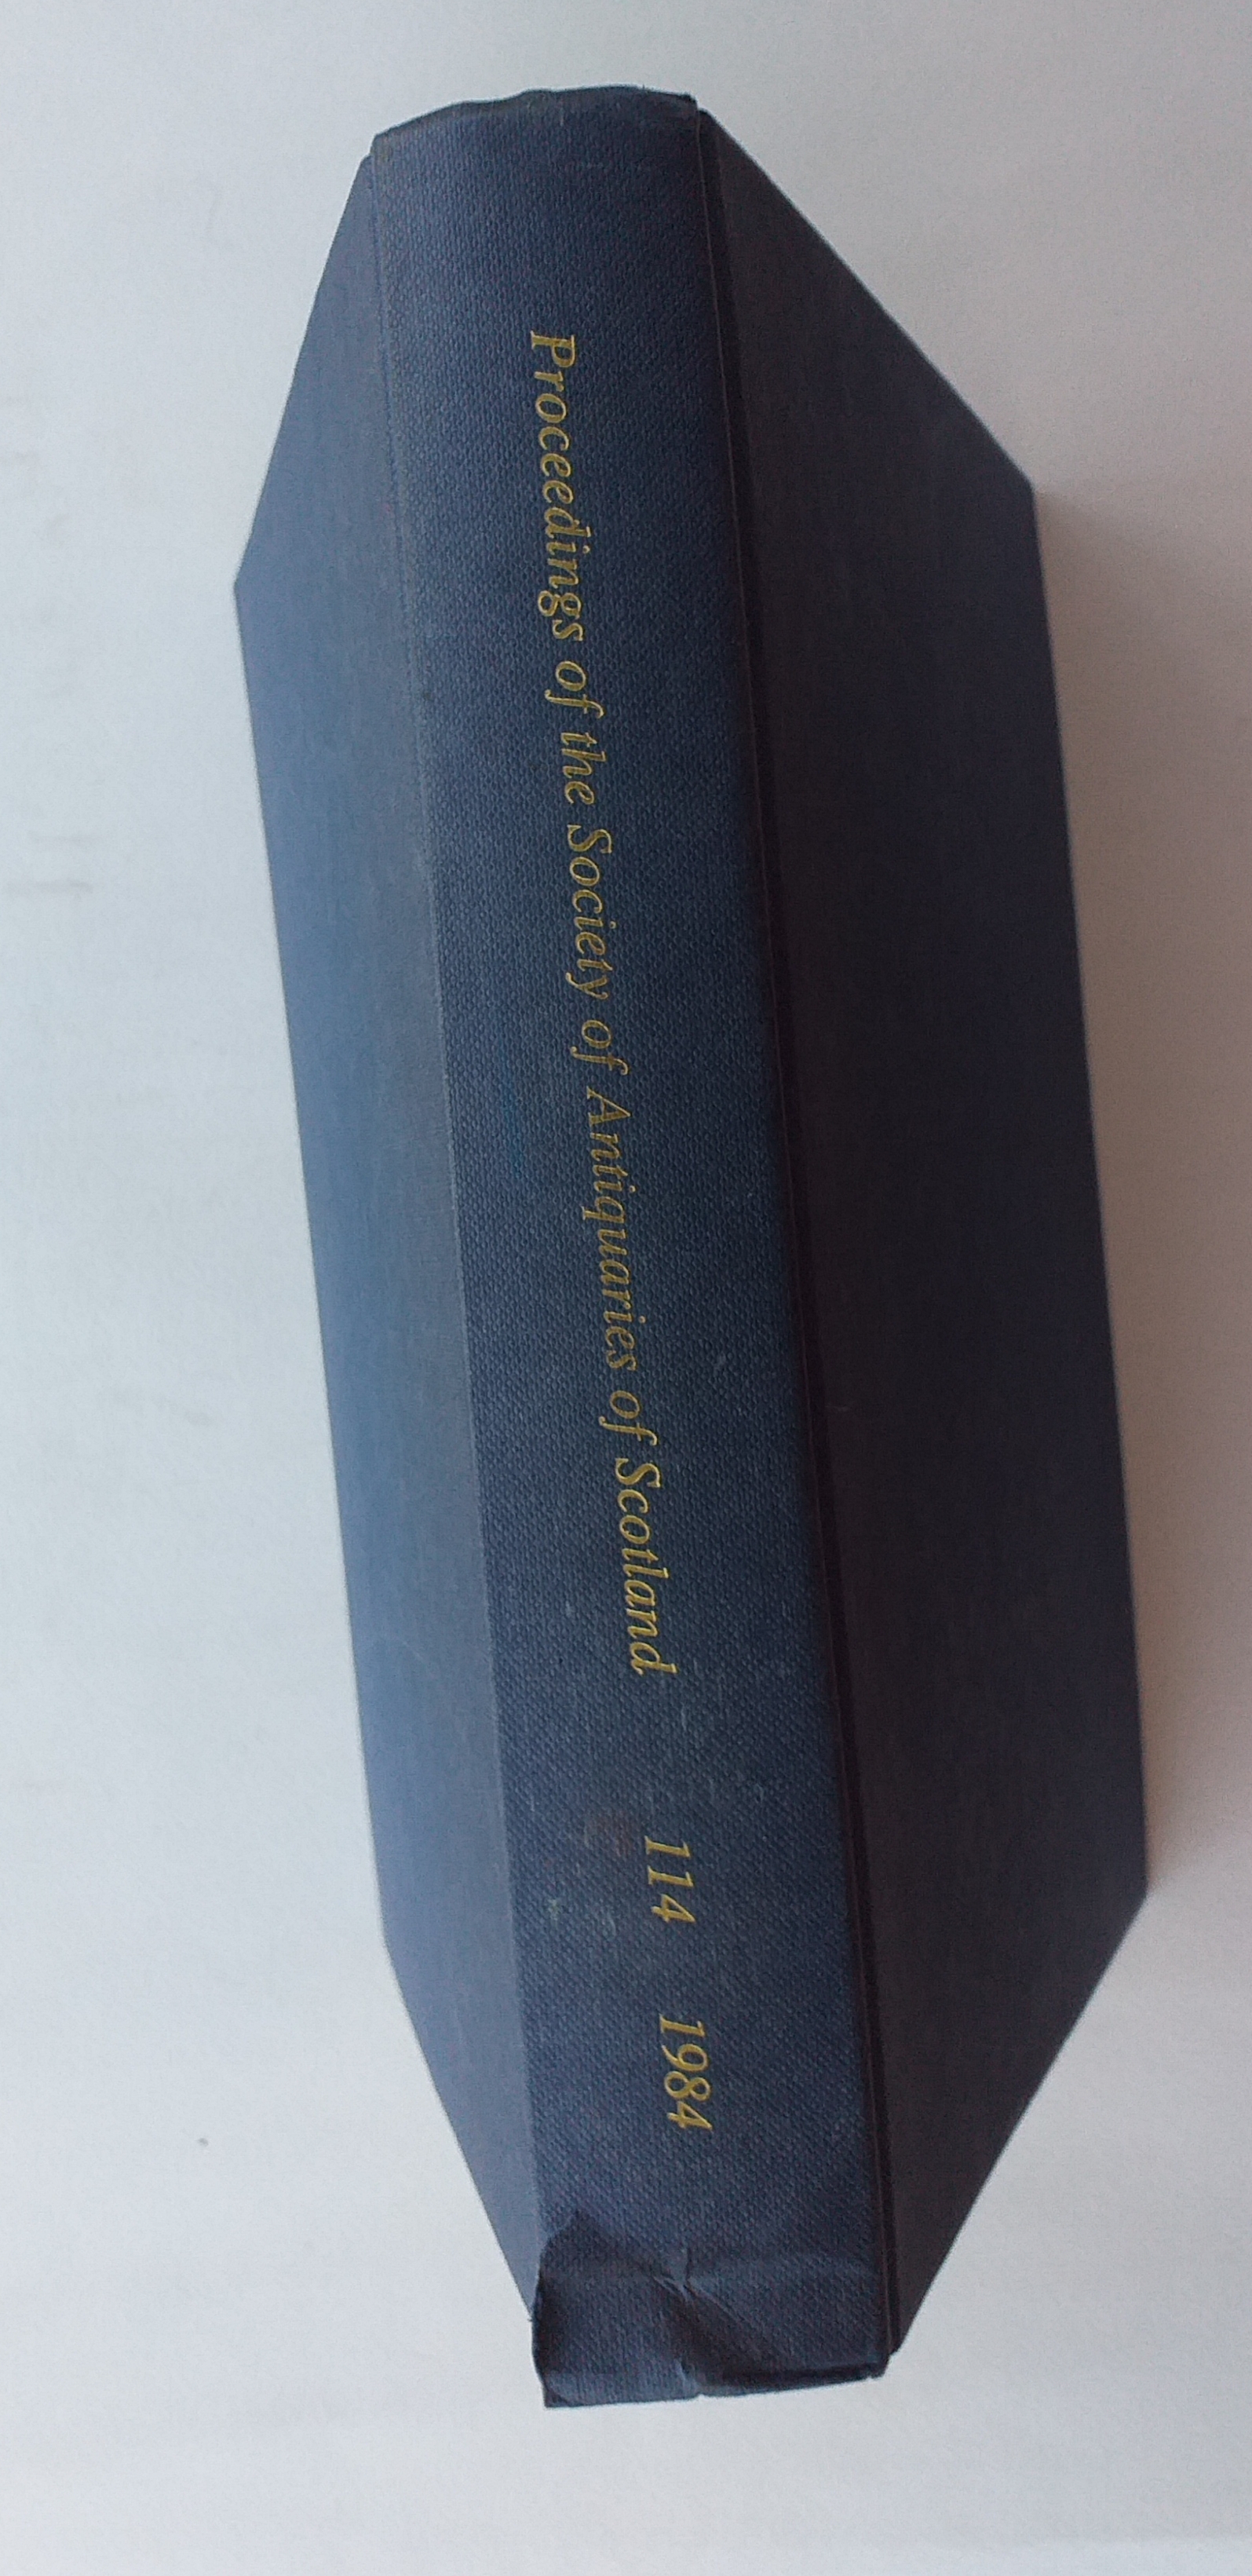 Proceedings of the Society of Antiquaries of Scotland 114 1984